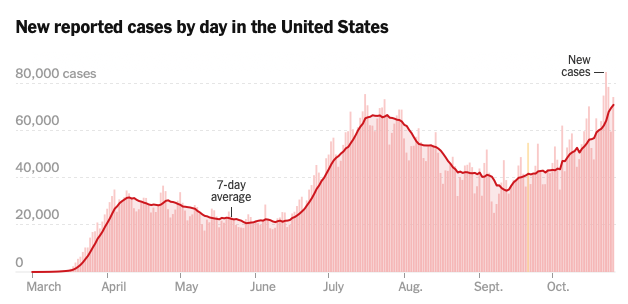 New reported cases by day in the United States
New
cases
80,000 cases
60,000
40,000
7-day
average
20,000
0
March April May June July Aug. Sept. Oct.